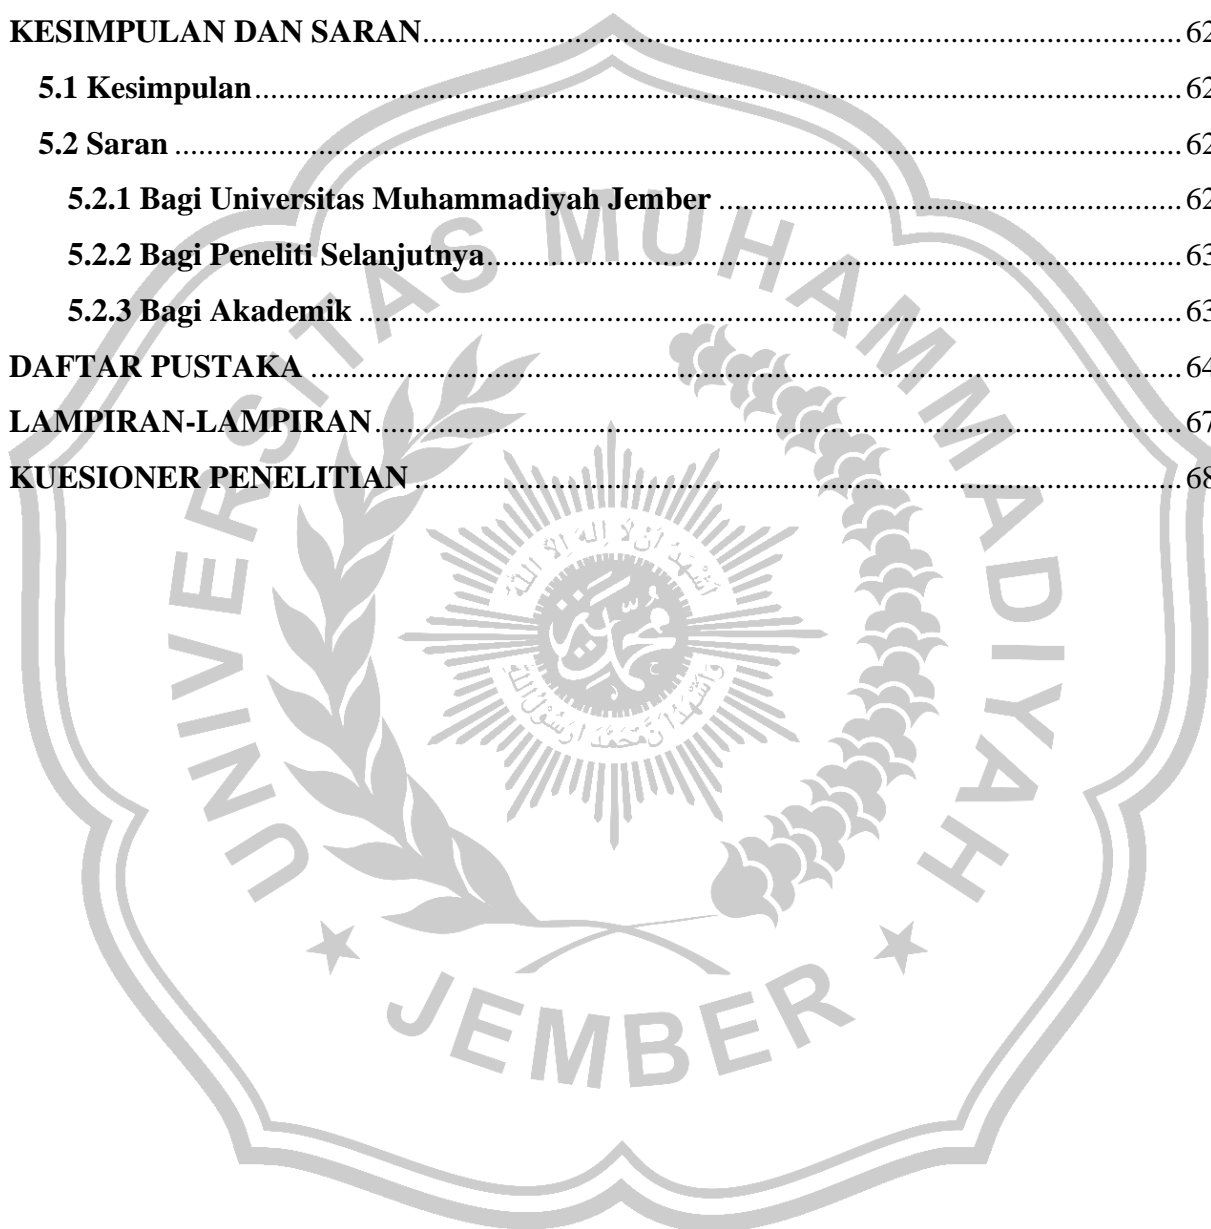 KESIMPULAN DAN SARAN.....62
5.1 Kesimpulan.....62
5.2 Saran.....62
5.2.1 Bagi Universitas Muhammadiyah Jember.....62
5.2.2 Bagi Peneliti Selanjutnya.....63
5.2.3 Bagi Akademik.....63
DAFTAR PUSTAKA.....64
LAMPIRAN-LAMPIRAN.....67
KUESIONER PENELITIAN.....68
UNIVERSITAS MUHAMMADIYAH
JEMBER